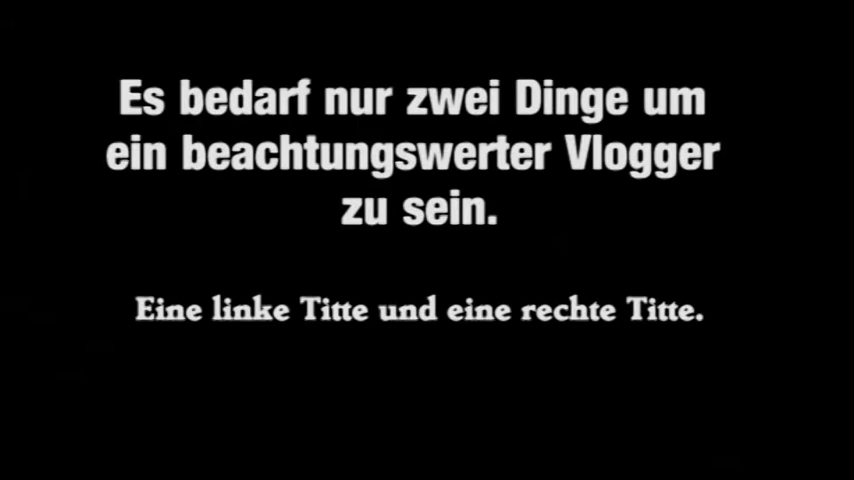 Es bedarf nur zwei Dinge um
ein beachtungswerter Vlogger
zu sein.
Eine linke Titte und eine rechte Titte.